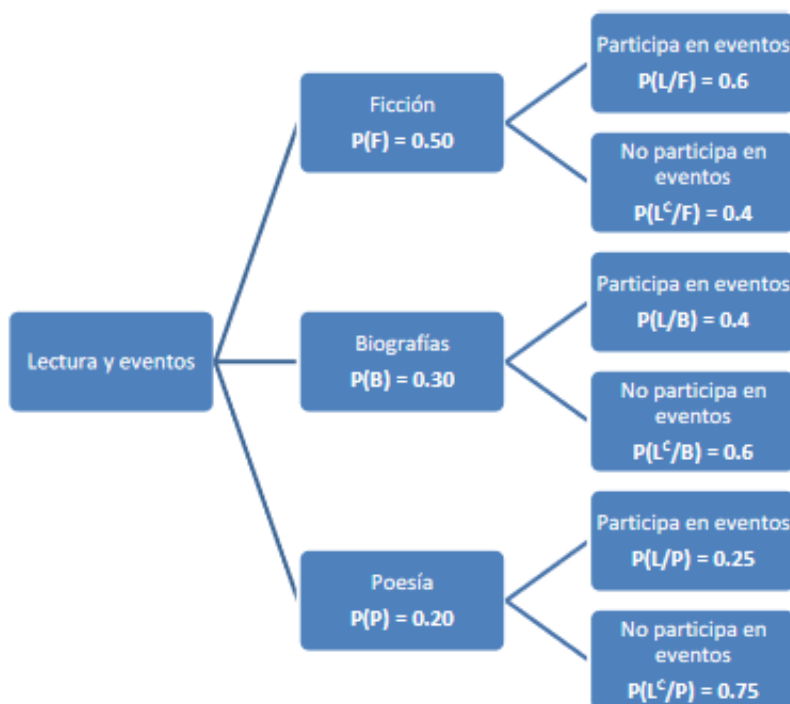 Lectura y eventos
Ficción
P(F) = 0.50
Participa en eventos
P(L/F) = 0.6
No participa en
eventos
P(Lᶜ/F) = 0.4
Biografías
P(B) = 0.30
Participa en eventos
P(L/B) = 0.4
No participa en
eventos
P(Lᶜ/B) = 0.6
Poesía
P(P) = 0.20
Participa en eventos
P(L/P) = 0.25
No participa en
eventos
P(Lᶜ/P) = 0.75